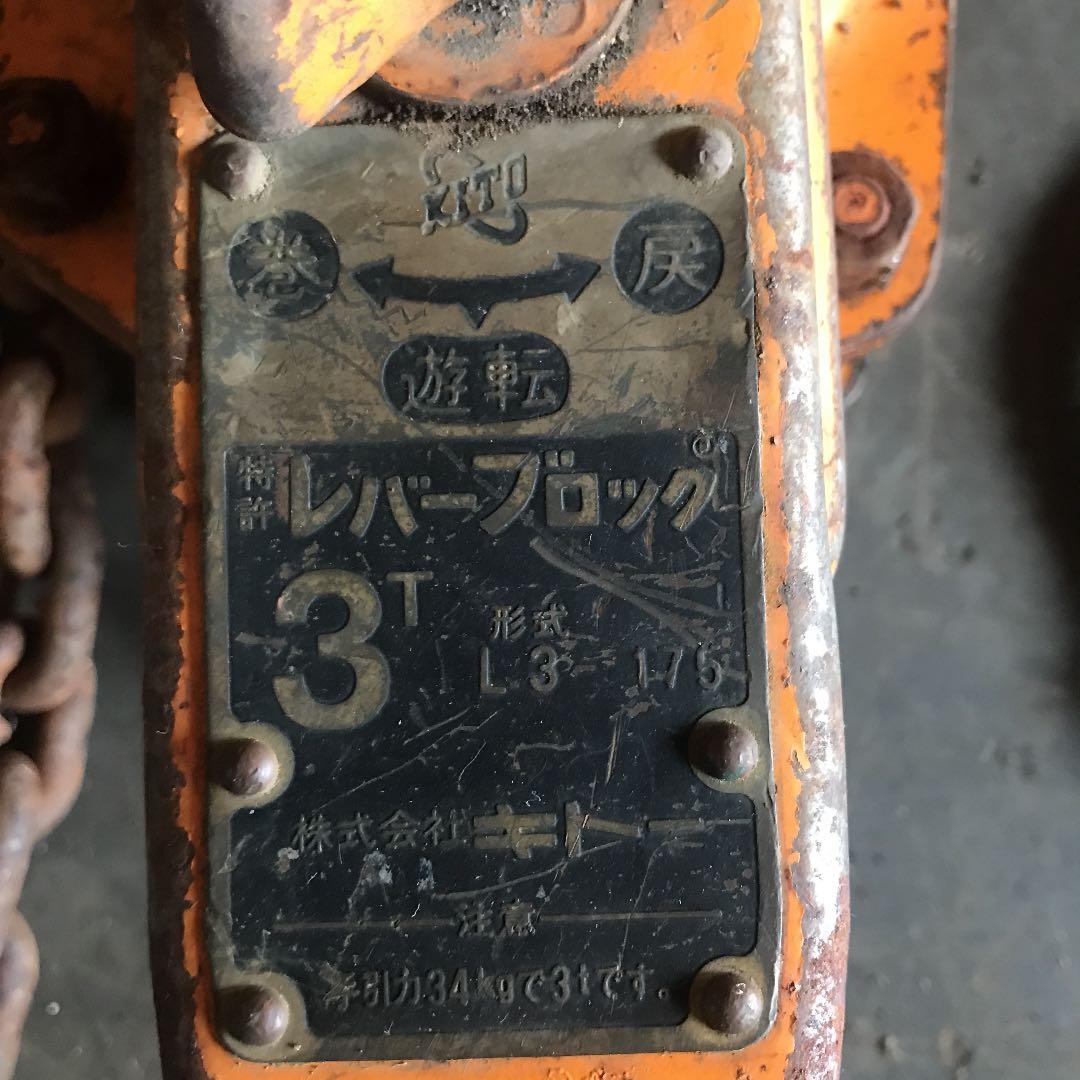 KITO
巻 戻
遊転
特許 レバーブロック
3T 形式
L3 175
株式会社キトー
注意
手引力34kgで3tです。